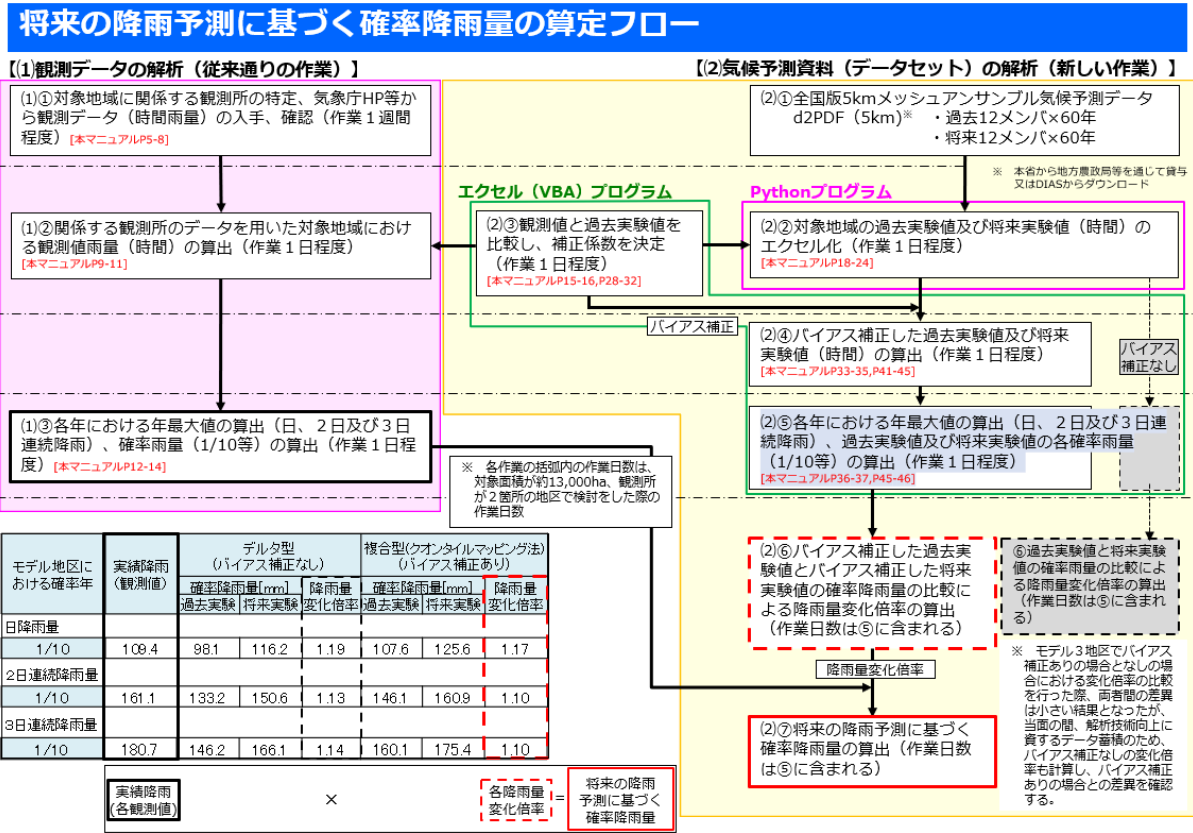 将来の降雨予測に基づく確率降雨量の算定フロー
【⑴観測データの解析（従来通りの作業）】
【⑵気候予測資料（データセット）の解析（新しい作業）】
⑴①対象地域に関係する観測所の特定、気象庁HP等か
ら観測データ（時間雨量）の入手、確認（作業１週間
程度）[本マニュアルP5-8]
⑵①全国版5kmメッシュアンサンブル気候予測データ
d2PDF（5km)※　・過去12メンバ×60年
・将来12メンバ×60年
※　本省から地方農政局等を通じて貸与
又はDIASからダウンロード
エクセル（VBA）プログラム
Pythonプログラム
⑴②関係する観測所のデータを用いた対象地域におけ
る観測値雨量（時間）の算出（作業１日程度）
[本マニュアルP9-11]
⑵③観測値と過去実験値を
比較し、補正係数を決定
（作業１日程度）
[本マニュアルP15-16,P28-32]
⑵②対象地域の過去実験値及び将来実験値（時間）の
エクセル化（作業１日程度）
[本マニュアルP18-24]
バイアス補正
⑵④バイアス補正した過去実験値及び将来
実験値（時間）の算出（作業１日程度）
[本マニュアルP33-35,P41-45]
バイアス
補正なし
⑴③各年における年最大値の算出（日、２日及び３日
連続降雨）、確率雨量（1/10等）の算出（作業１日程
度）[本マニュアルP12-14]
⑵⑤各年における年最大値の算出（日、２日及び３日連
続降雨）、過去実験値及び将来実験値の各確率雨量
（1/10等）の算出（作業１日程度）
[本マニュアルP36-37,P45-46]
※　各作業の括弧内の作業日数は、
対象面積が約13,000ha、観測所
が２箇所の地区で検討をした際の
作業日数
⑵⑥バイアス補正した過去実
験値とバイアス補正した将来
実験値の確率降雨量の比較に
よる降雨量変化倍率の算出
（作業日数は⑤に含まれる）
⑥過去実験値と将来実験
値の確率雨量の比較によ
る降雨量変化倍率の算出
（作業日数は⑤に含まれ
る）
降雨量変化倍率
⑵⑦将来の降雨予測に基づく
確率降雨量の算出（作業日数
は⑤に含まれる）
※　モデル３地区でバイアス
補正ありの場合となしの場
合における変化倍率の比較
を行った際、両者間の差異
は小さい結果となったが、
当面の間、解析技術向上に
資するデータ蓄積のため、
バイアス補正なしの変化倍
率も計算し、バイアス補正
ありの場合との差異を確認
する。
モデル地区に
おける確率年
実績降雨
（観測値）
デルタ型
（バイアス補正なし）
複合型(クオンタイルマッピング法)
（バイアス補正あり）
確率降雨量[mm] 降雨量
変化倍率 確率降雨量[mm] 降雨量
変化倍率
過去実験 将来実験 過去実験 将来実験
日降雨量
1/10 109.4 98.1 116.2 1.19 107.6 125.6 1.17
2日連続降雨量
1/10 161.1 133.2 150.6 1.13 146.1 160.9 1.10
3日連続降雨量
1/10 180.7 146.2 166.1 1.14 160.1 175.4 1.10
実績降雨
(各観測値)
×
各降雨量
変化倍率
=
将来の降雨
予測に基づく
確率降雨量